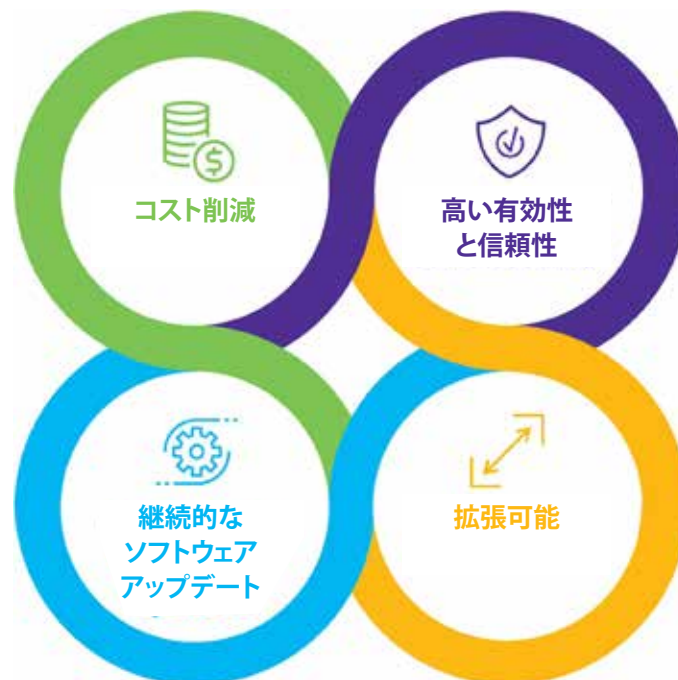 コスト削減
高い有効性
と信頼性
継続的な
ソフトウェア
アップデート
拡張可能